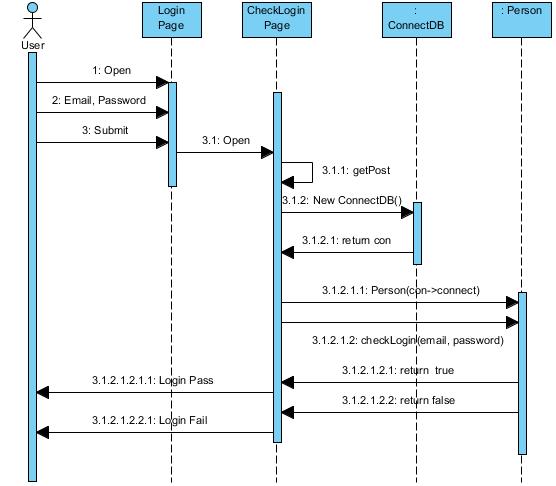 Login
Page
CheckLogin
Page
:
ConnectDB
: Person
User
1: Open
2: Email, Password
3: Submit
3.1: Open
3.1.1: getPost
3.1.2: New ConnectDB()
3.1.2.1: return con
3.1.2.1.1: Person(con->connect)
3.1.2.1.2: checkLogin(email, password)
3.1.2.1.2.1: return true
3.1.2.1.2.1.1: Login Pass
3.1.2.1.2.2: return false
3.1.2.1.2.2.1: Login Fail